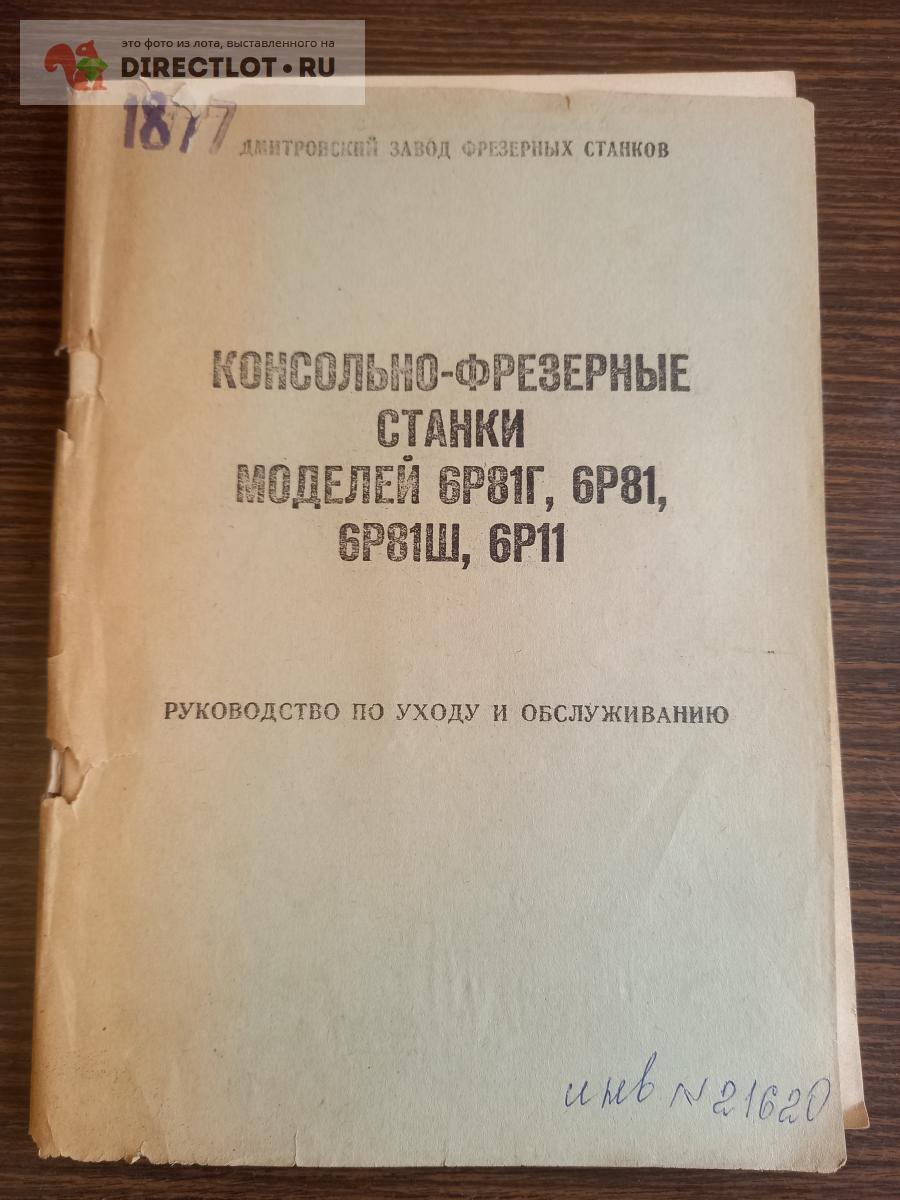 это фото из лота, выставленного на
DIRECTLOT.RU
1877
ДМИТРОВСКИЙ ЗАВОД ФРЕЗЕРНЫХ СТАНКОВ
КОНСОЛЬНО-ФРЕЗЕРНЫЕ
СТАНКИ
МОДЕЛЕЙ 6Р81Г, 6Р81,
6Р81Ш, 6Р11
РУКОВОДСТВО ПО УХОДУ И ОБСЛУЖИВАНИЮ
инв N 21620